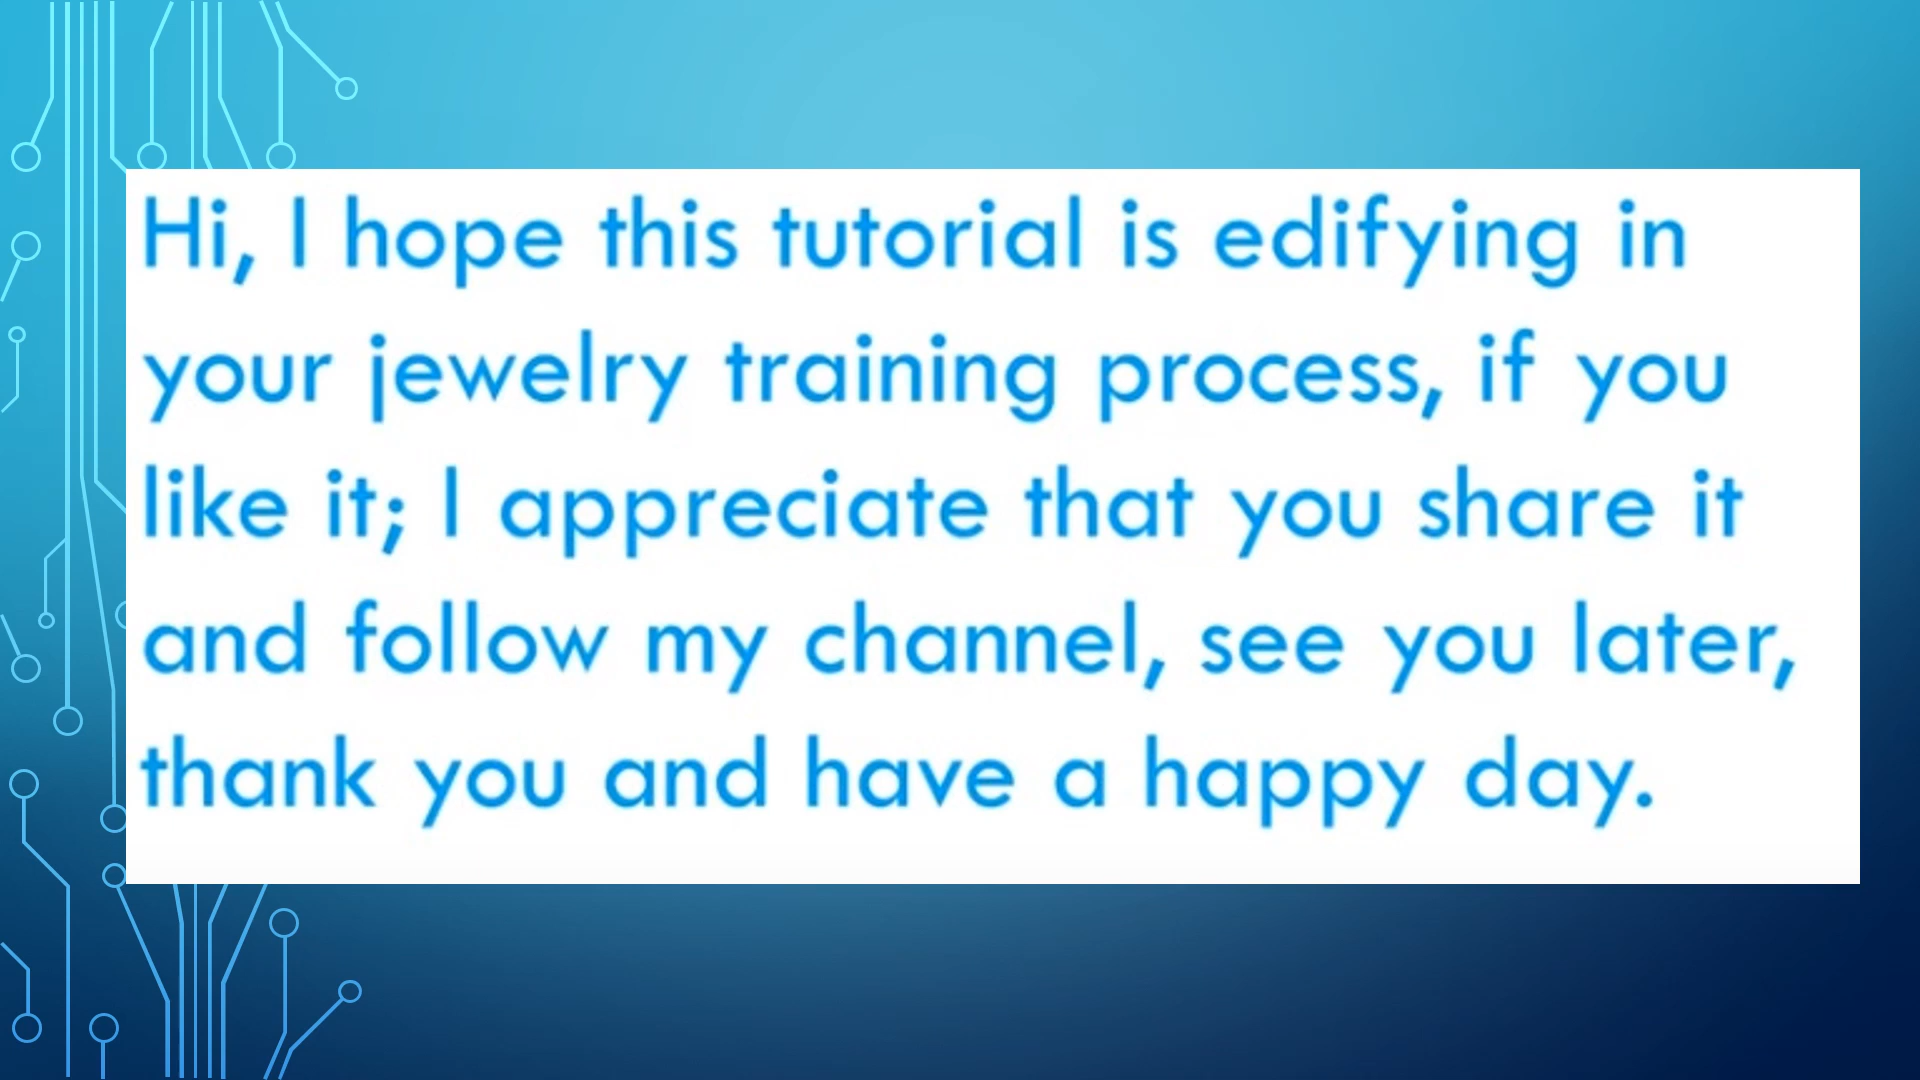 Hi, I hope this tutorial is edifying in
your jewelry training process, if you
like it; I appreciate that you share it
and follow my channel, see you later,
thank you and have a happy day.